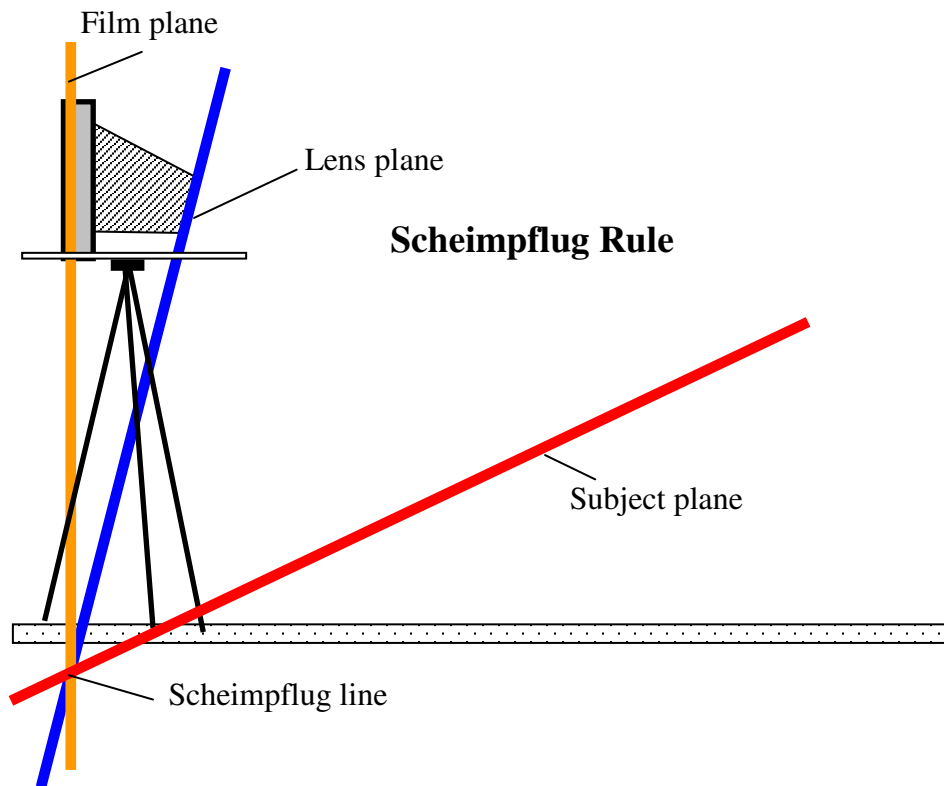 Film plane
Lens plane
Scheimpflug Rule
Subject plane
Scheimpflug line